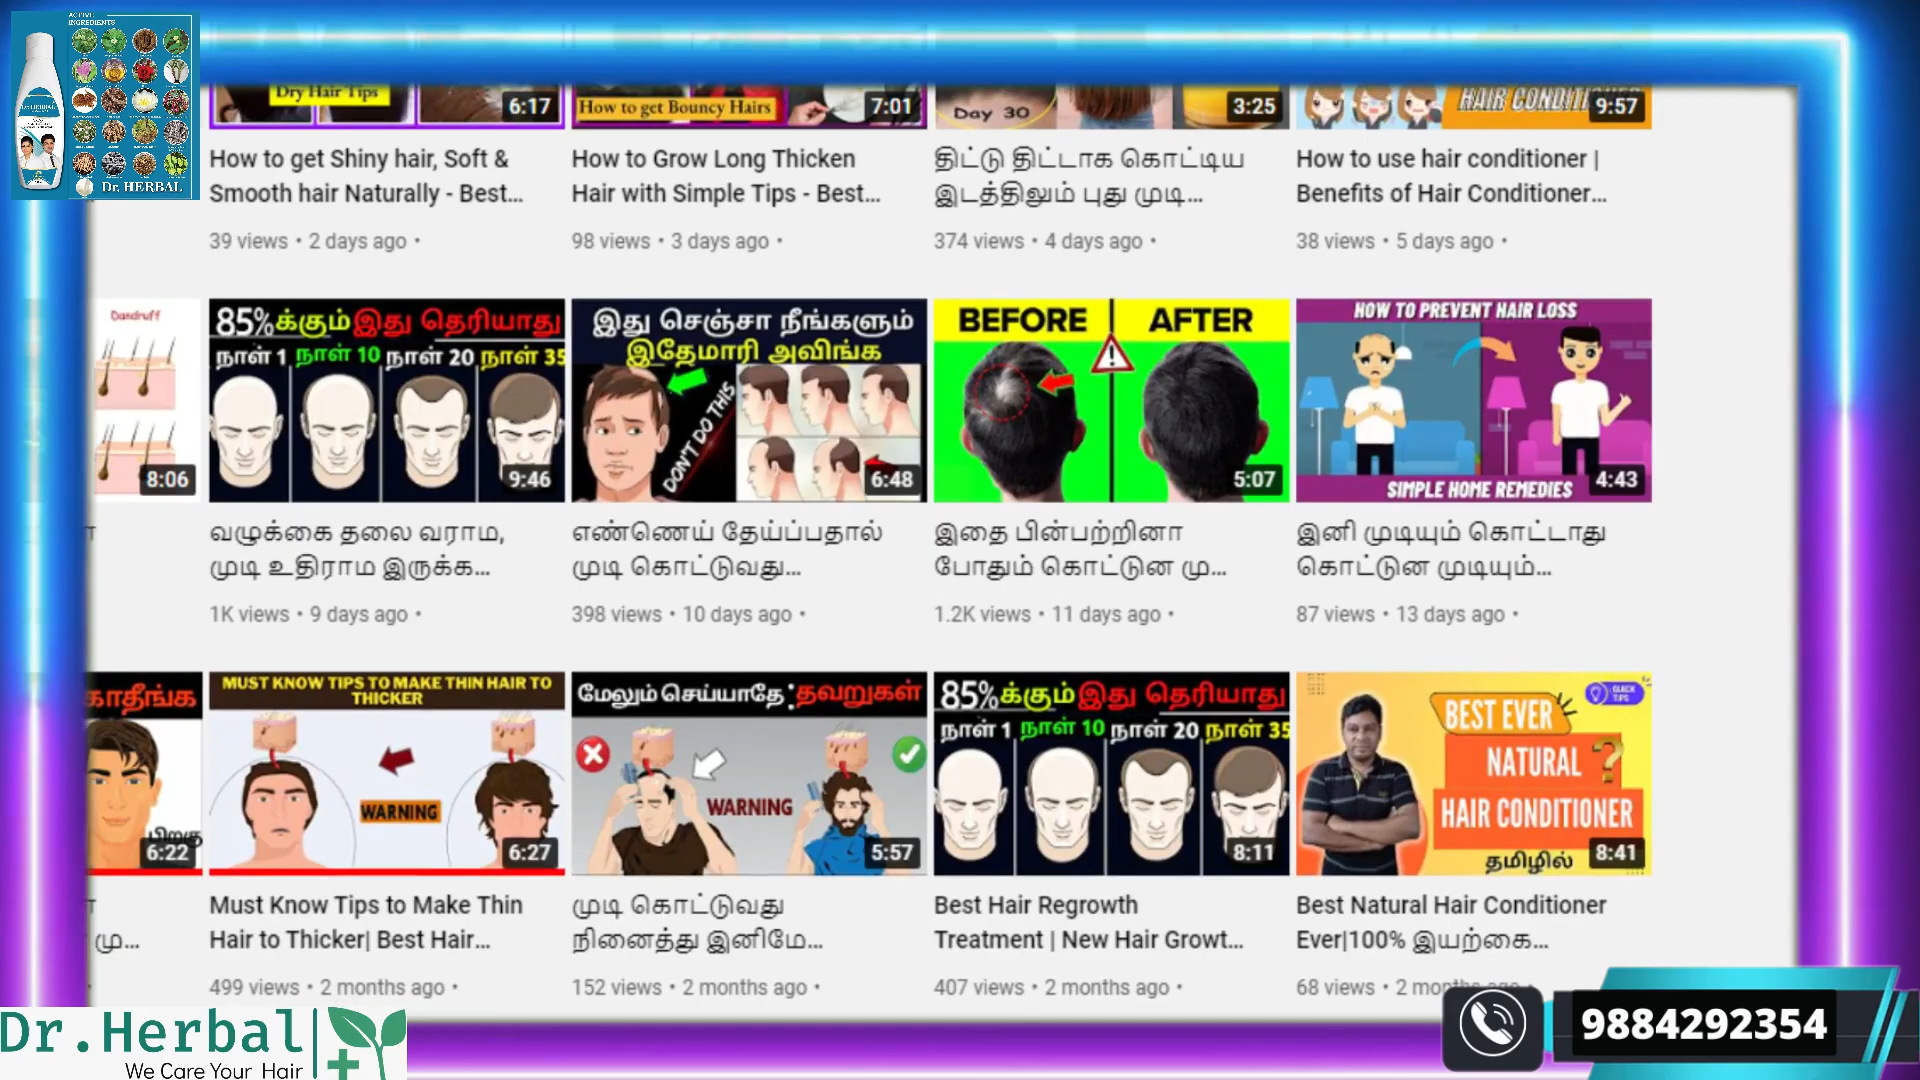 ACTIVE
INGREDIENTS
Dr. HERBAL
Dry Hair Tips
6:17
How to get Bouncy Hairs
7:01
Day 30
3:25
9:57
How to get Shiny hair, Soft &
Smooth hair Naturally - Best...
39 views • 2 days ago •
How to Grow Long Thicken
Hair with Simple Tips - Best...
98 views • 3 days ago •
திட்டு திட்டாக கொட்டிய
இடத்திலும் புது முடி...
374 views • 4 days ago •
How to use hair conditioner |
Benefits of Hair Conditioner...
38 views • 5 days ago •
Dandruff
8:06
85%க்கும் இது தெரியாது
நாள் 1 நாள் 10 நாள் 20 நாள் 35
9:46
இது செஞ்சா நீங்களும்
இதேமாரி அவிங்க
DON'T DO THIS
6:48
BEFORE AFTER
5:07
HOW TO PREVENT HAIR LOSS
SIMPLE HOME REMEDIES
4:43
வழுக்கை தலை வராம,
முடி உதிராம இருக்க...
1K views • 9 days ago •
எண்ணெய் தேய்ப்பதால்
முடி கொட்டுவது...
398 views • 10 days ago •
இதை பின்பற்றினா
போதும் கொட்டுன மு...
1.2K views • 11 days ago •
இனி முடியும் கொட்டாது
கொட்டுன முடியும்...
87 views • 13 days ago •
காதீங்க
பிறகு
6:22
MUST KNOW TIPS TO MAKE THIN HAIR TO
THICKER
WARNING
6:27
மேலும் செய்யாதே : தவறுகள்
WARNING
5:57
85%க்கும் இது தெரியாது
நாள் 1 நாள் 10 நாள் 20 நாள் 35
8:11
QUICK
TIPS
BEST EVER
NATURAL ?
HAIR CONDITIONER
தமிழில்
8:41
மு...
Must Know Tips to Make Thin
Hair to Thicker| Best Hair...
499 views • 2 months ago •
முடி கொட்டுவது
நினைத்து இனிமே...
152 views • 2 months ago •
Best Hair Regrowth
Treatment | New Hair Growt...
407 views • 2 months ago •
Best Natural Hair Conditioner
Ever|100% இயற்கை...
68 views • 2 months ago •
Dr.Herbal
We Care Your Hair
9884292354